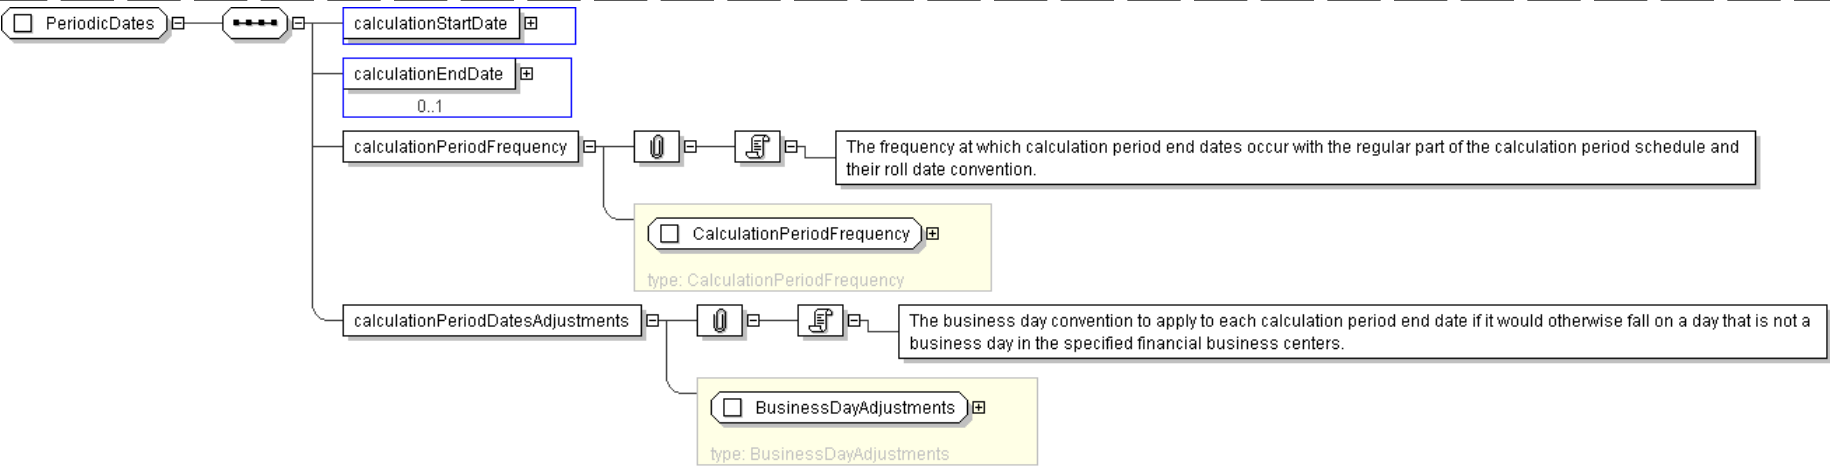 PeriodicDates
calculationStartDate
calculationEndDate
0..1
calculationPeriodFrequency
The frequency at which calculation period end dates occur with the regular part of the calculation period schedule and
their roll date convention.
CalculationPeriodFrequency
type: CalculationPeriodFrequency
calculationPeriodDatesAdjustments
The business day convention to apply to each calculation period end date if it would otherwise fall on a day that is not a
business day in the specified financial business centers.
BusinessDayAdjustments
type: BusinessDayAdjustments